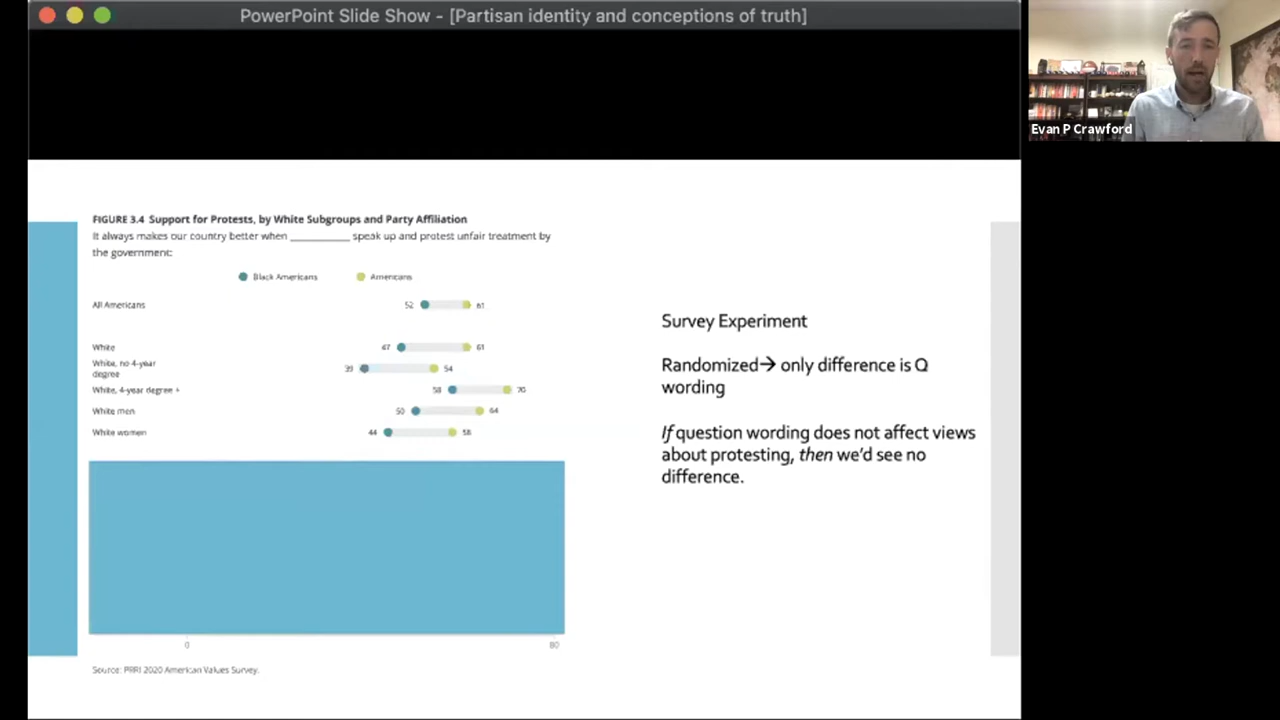 PowerPoint Slide Show - [Partisan identity and conceptions of truth]
Evan P Crawford
FIGURE 3.4 Support for Protests, by White Subgroups and Party Affiliation
It always makes our country better when __________ speak up and protest unfair treatment by
the government:
Black Americans Americans
All Americans 52 61
White 47 61
White, no 4-year
degree 39 54
White, 4-year degree + 58 70
White men 50 64
White women 44 58
0 80
Source: PRRI 2020 American Values Survey.
Survey Experiment
Randomized→ only difference is Q
wording
If question wording does not affect views
about protesting, then we'd see no
difference.